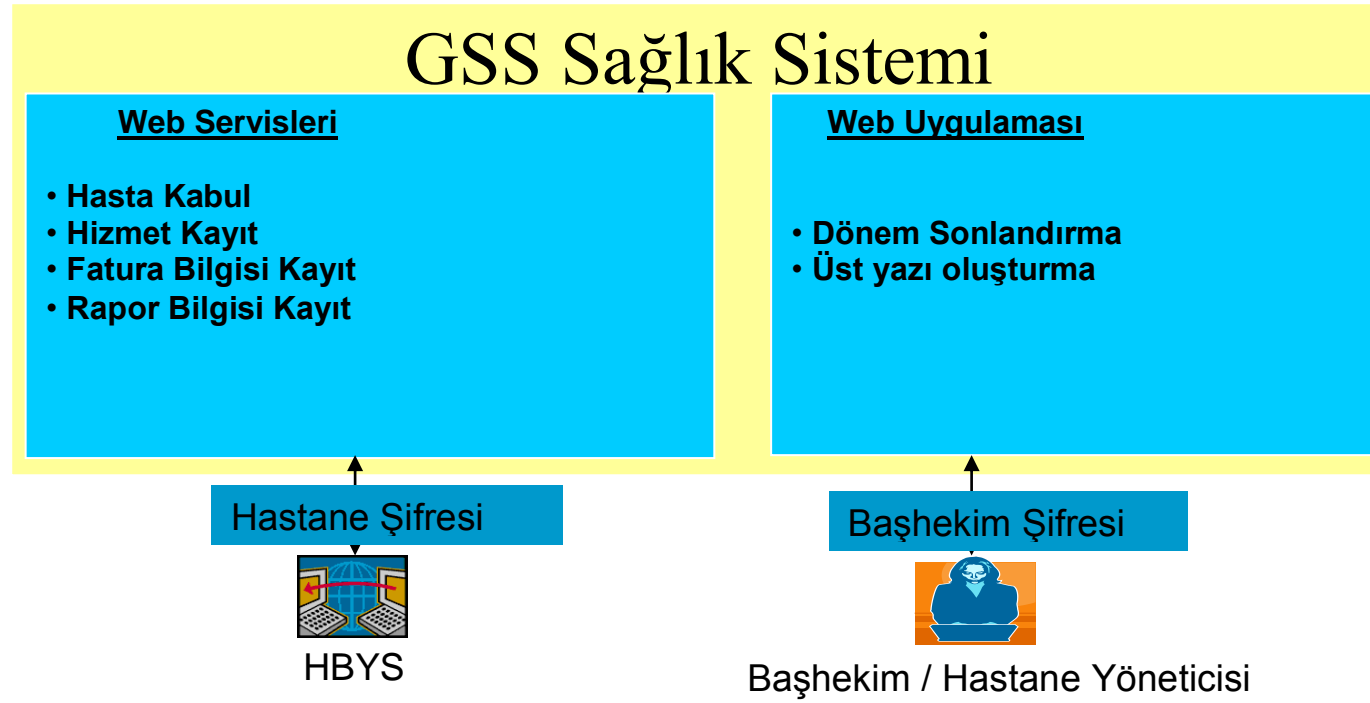 GSS Sağlık Sistemi
Web Servisleri
• Hasta Kabul
• Hizmet Kayıt
• Fatura Bilgisi Kayıt
• Rapor Bilgisi Kayıt
Web Uygulaması
• Dönem Sonlandırma
• Üst yazı oluşturma
Hastane Şifresi
Başhekim Şifresi
HBYS
Başhekim / Hastane Yöneticisi